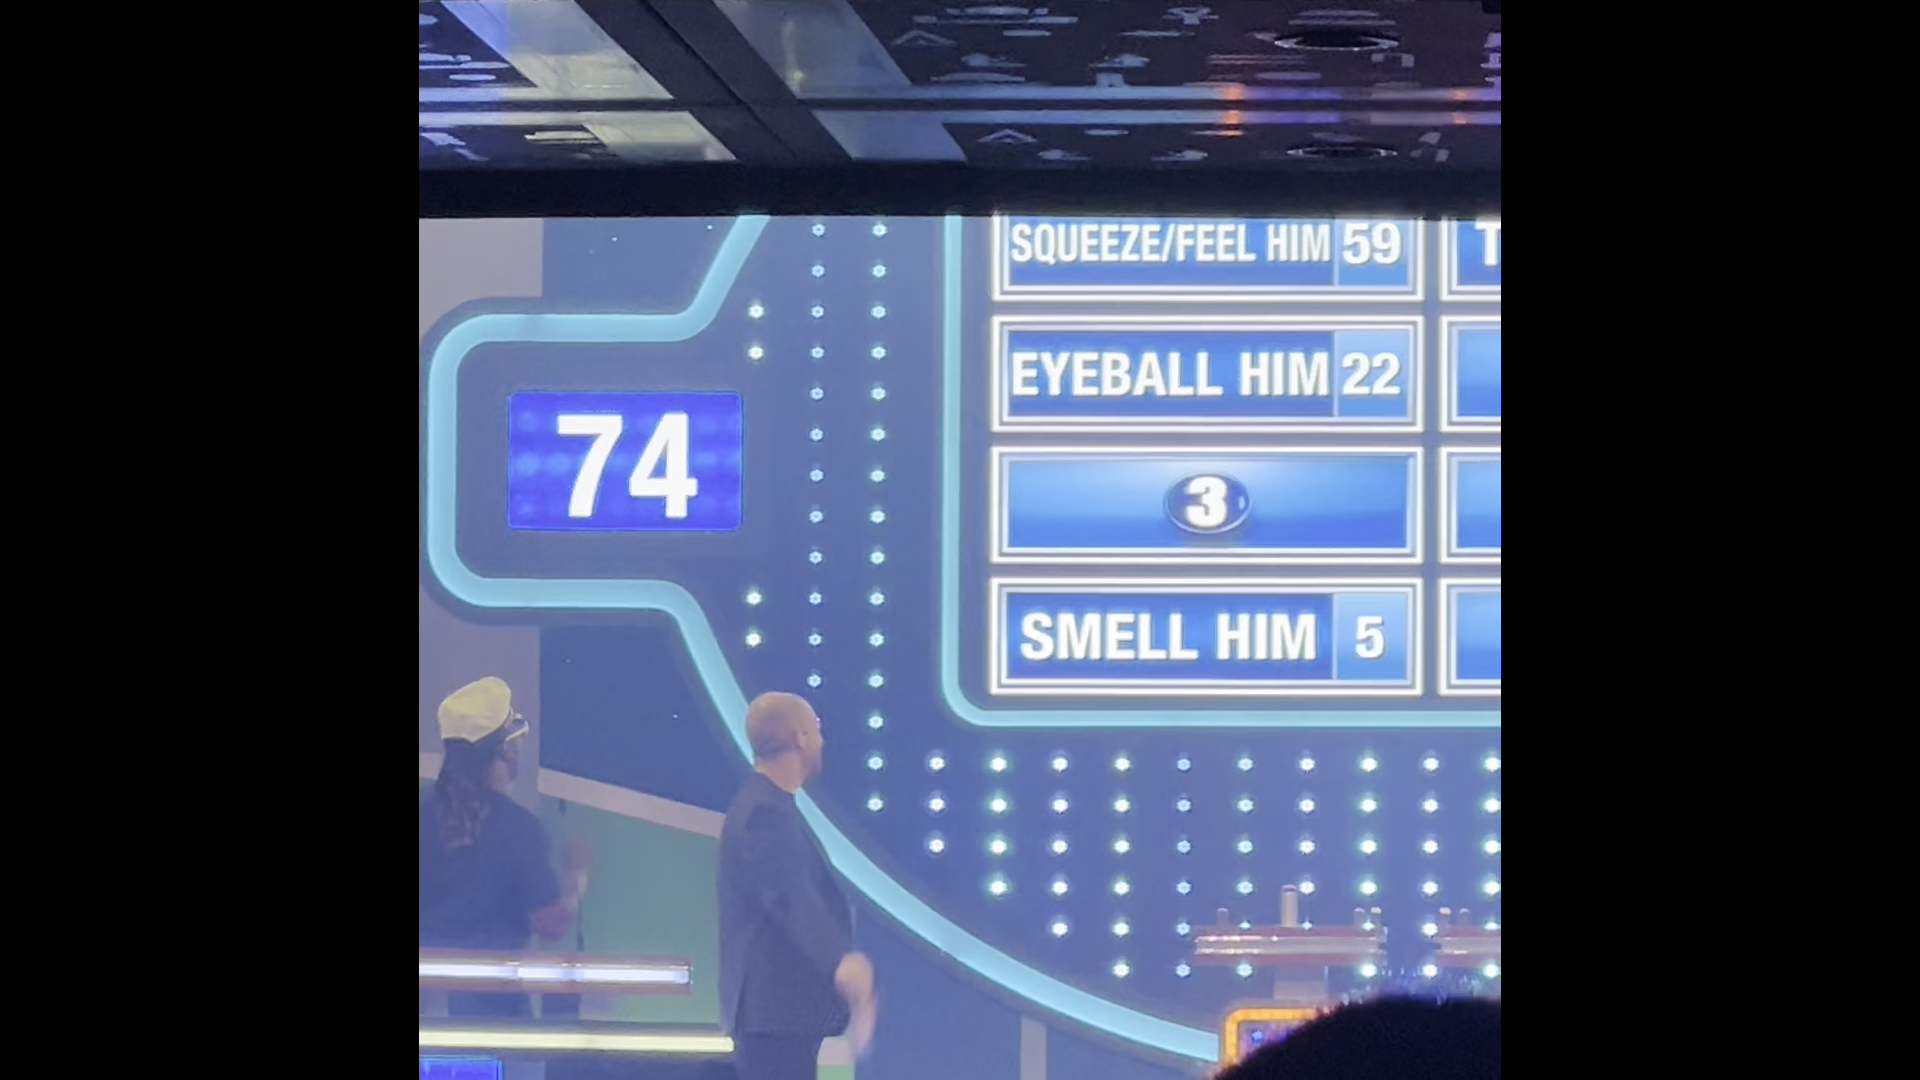 SQUEEZE/FEEL HIM 59
T
EYEBALL HIM 22
74
3
SMELL HIM 5